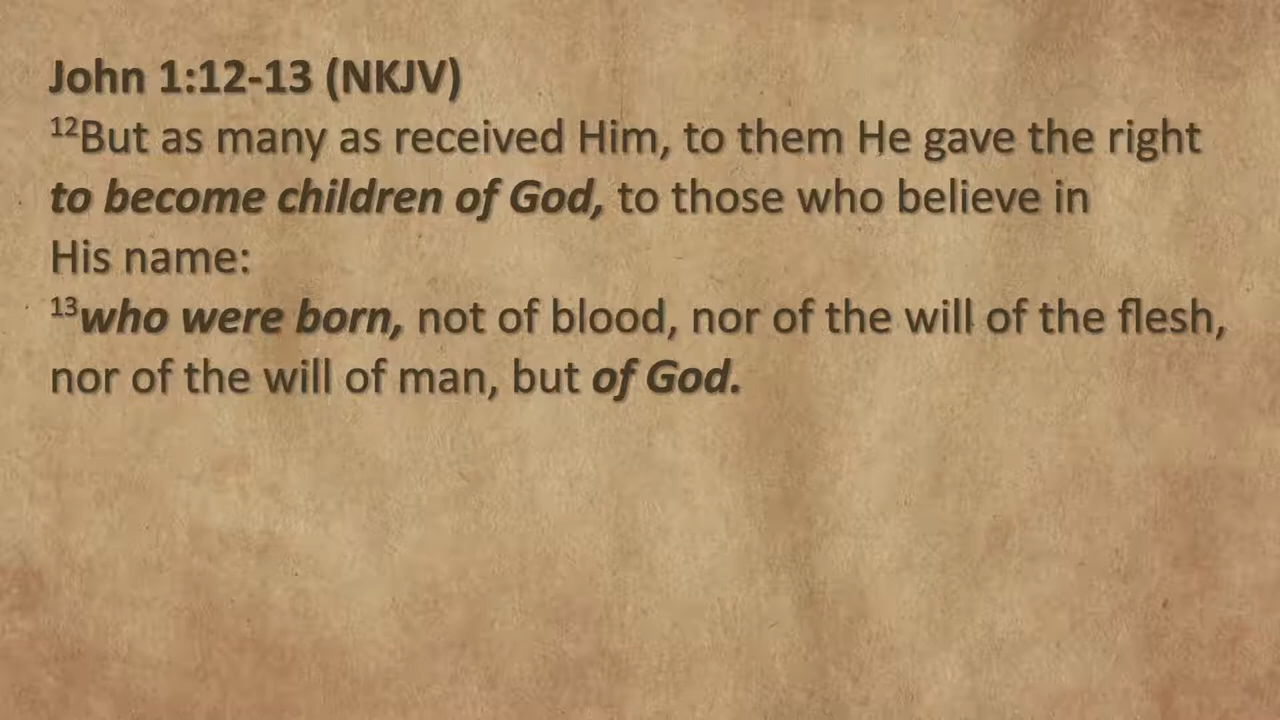 John 1:12-13 (NKJV)
12But as many as received Him, to them He gave the right
to become children of God, to those who believe in
His name:
13who were born, not of blood, nor of the will of the flesh,
nor of the will of man, but of God.